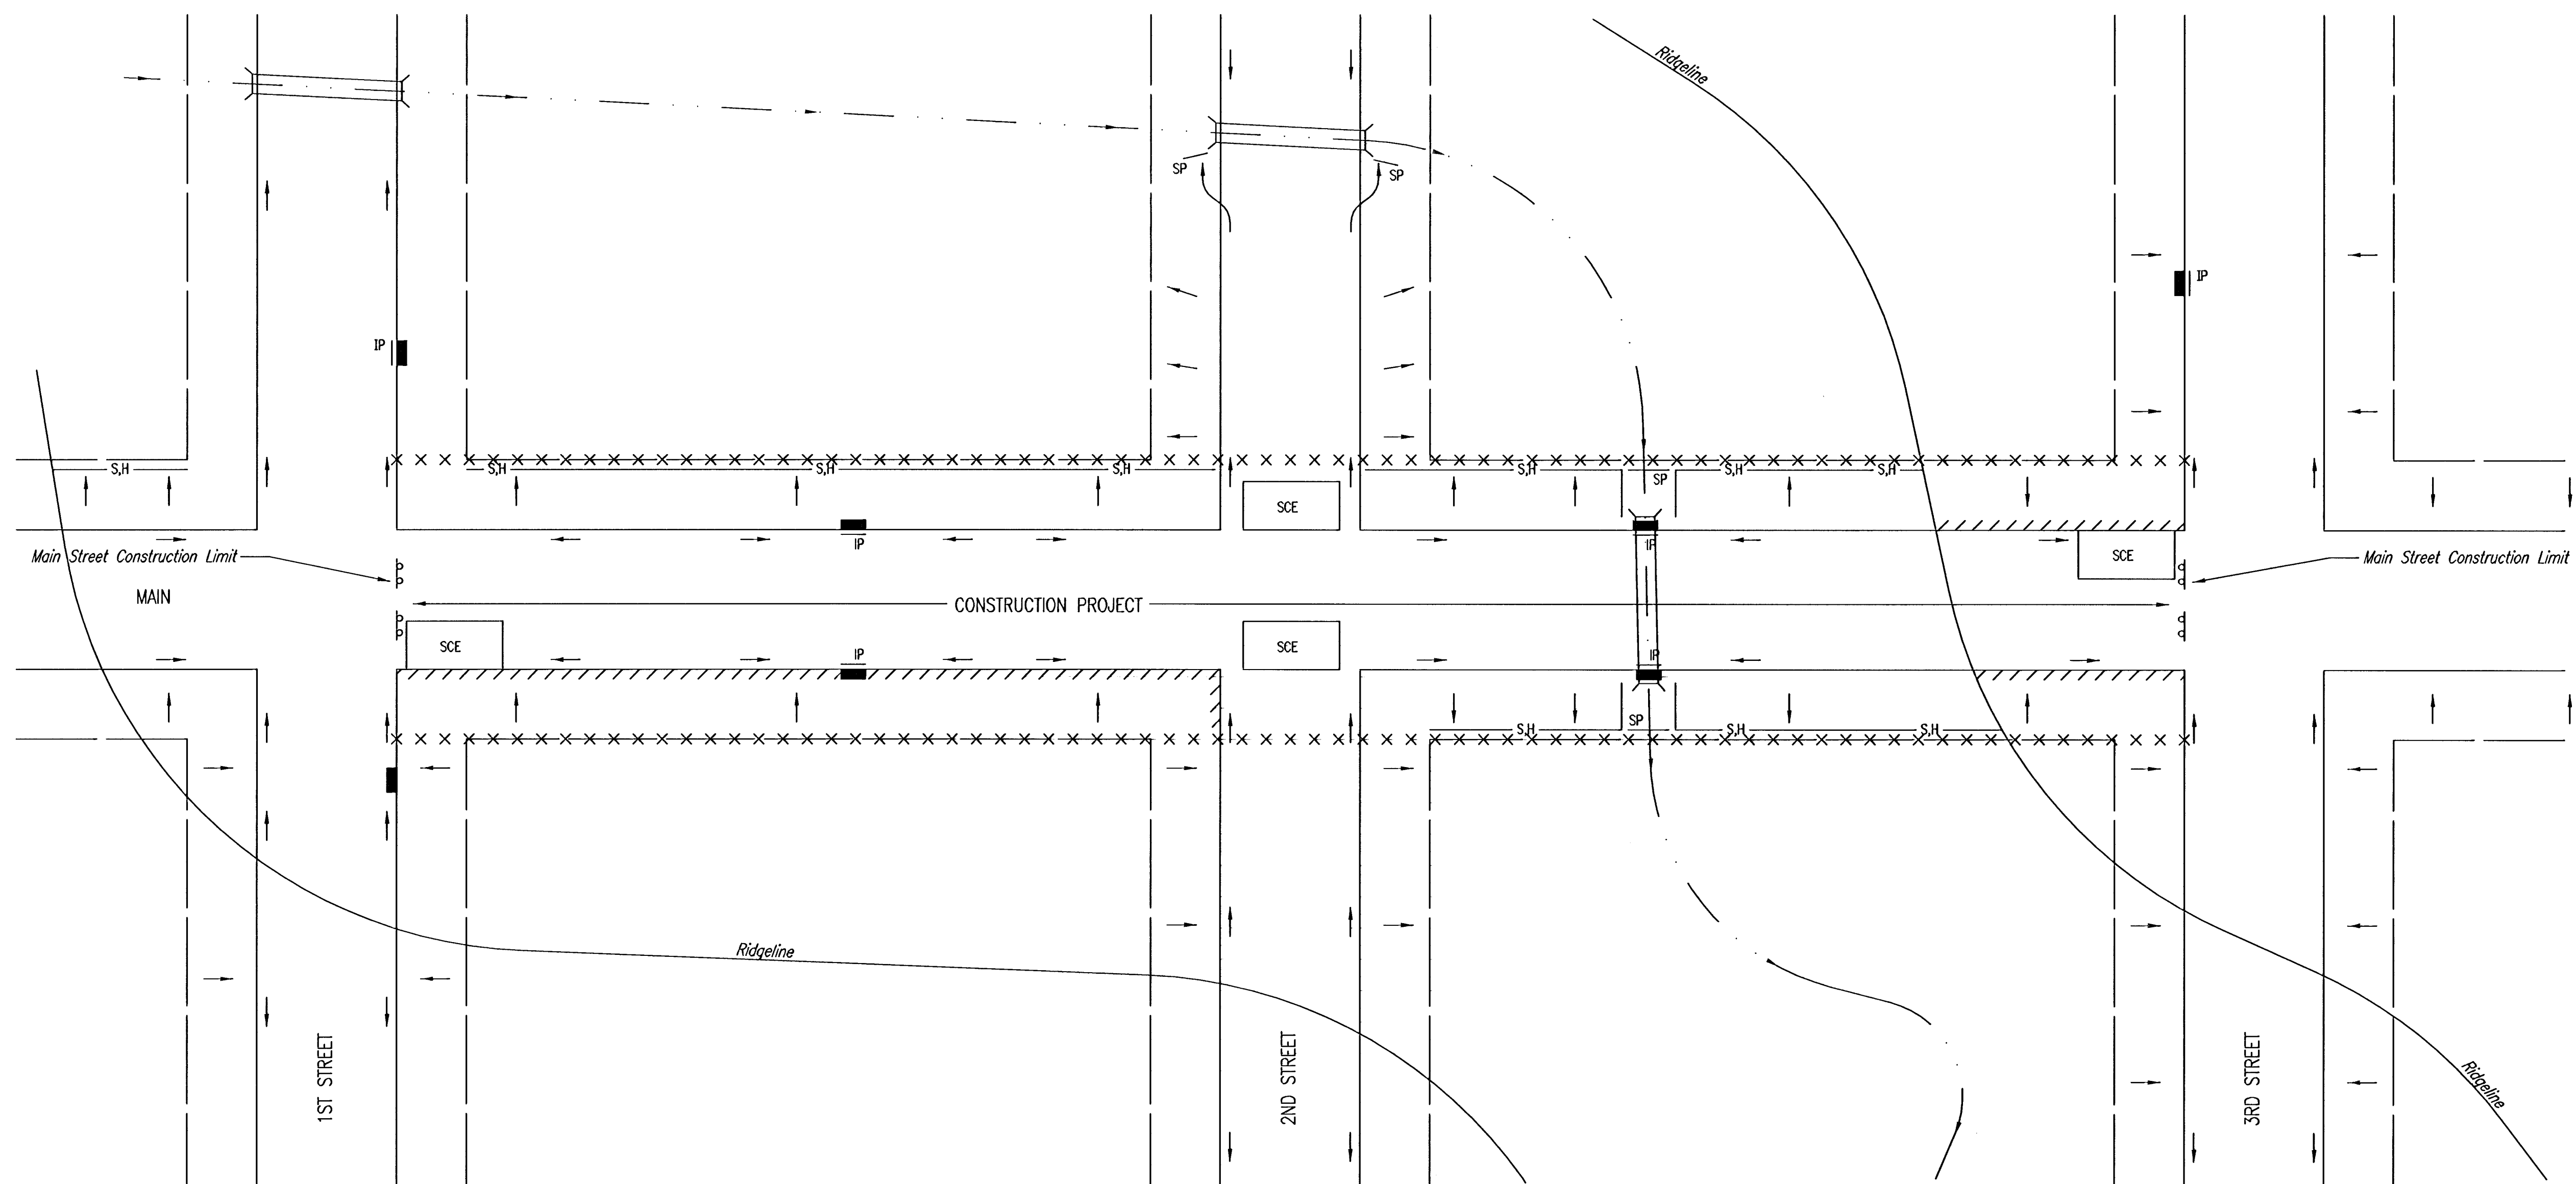 Ridgeline
SP
SP
IP
IP
S,H
S,H
S,H
S,H
S,H
S,H
S,H
SP
SCE
Main Street Construction Limit
IP
IP
SCE
Main Street Construction Limit
MAIN
CONSTRUCTION PROJECT
SCE
IP
SCE
IP
S,H
SP
S,H
S,H
Ridgeline
1ST STREET
2ND STREET
3RD STREET
Ridgeline